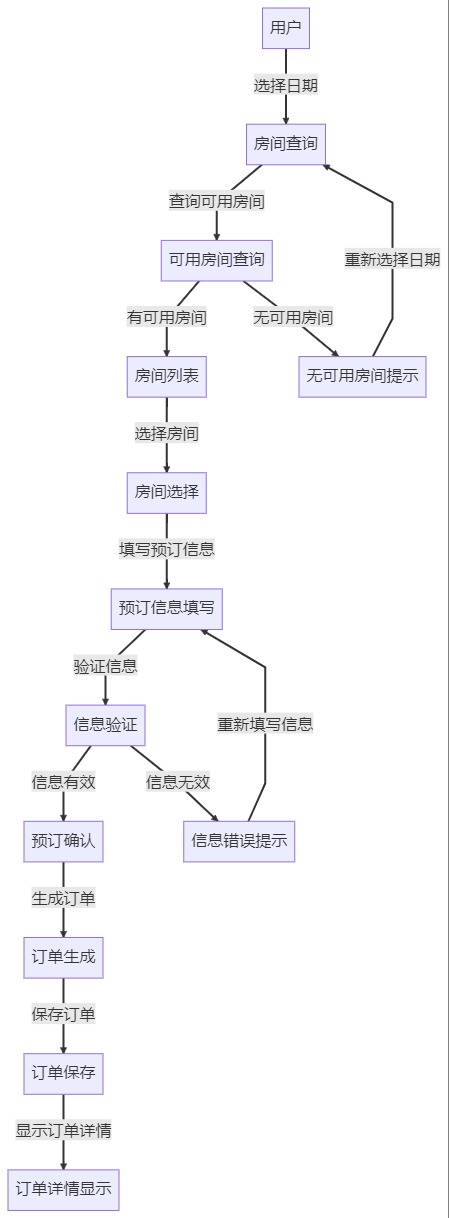 用户
选择日期
房间查询
查询可用房间
重新选择日期
可用房间查询
有可用房间
无可用房间
房间列表
无可用房间提示
选择房间
房间选择
填写预订信息
预订信息填写
验证信息
信息验证
重新填写信息
信息有效
信息无效
预订确认
信息错误提示
生成订单
订单生成
保存订单
订单保存
显示订单详情
订单详情显示